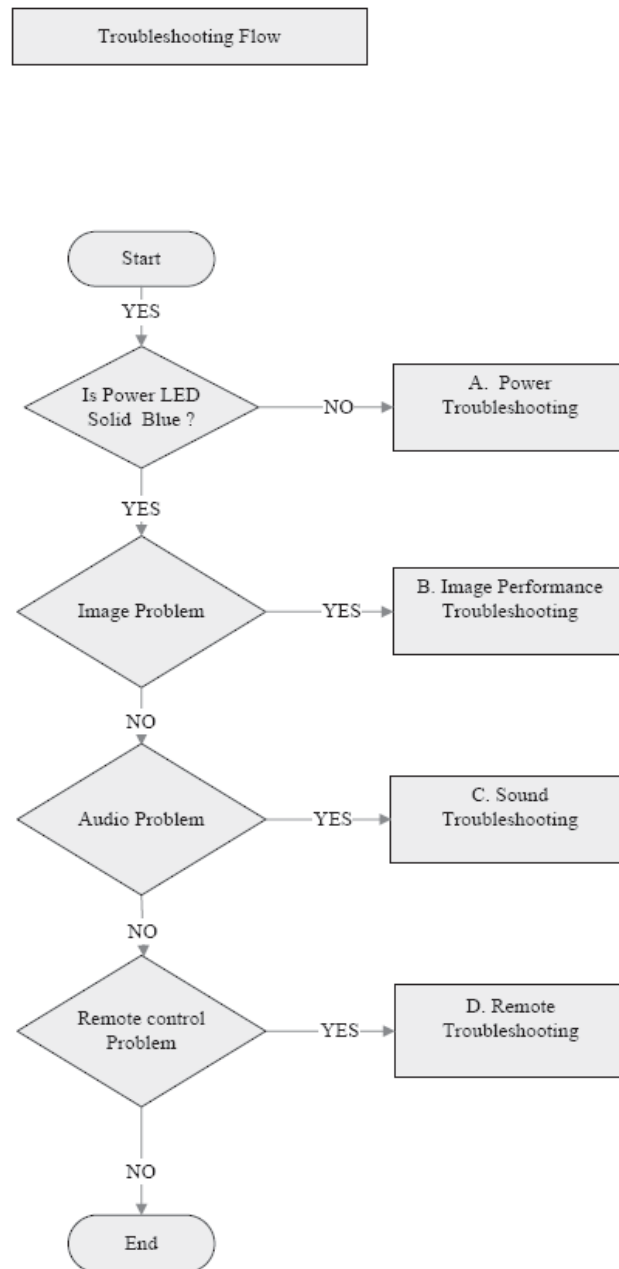 Troubleshooting Flow
Start
YES
Is Power LED
Solid Blue ?
NO
A. Power
Troubleshooting
YES
Image Problem
YES
B. Image Performance
Troubleshooting
NO
Audio Problem
YES
C. Sound
Troubleshooting
NO
Remote control
Problem
YES
D. Remote
Troubleshooting
NO
End